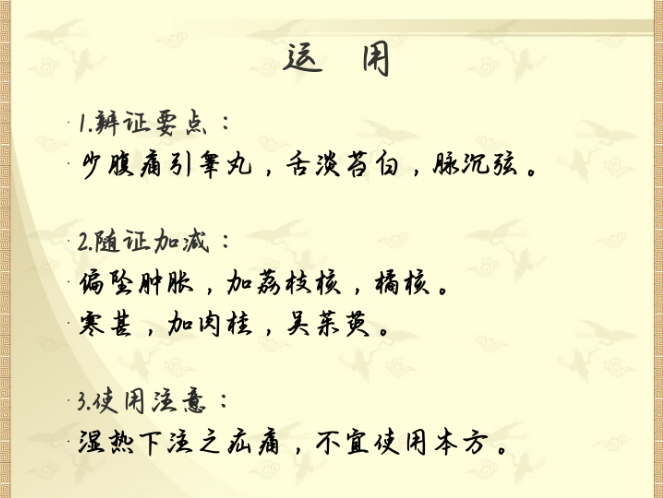 运 用
1.辨证要点：
少腹痛引睾丸，舌淡苔白，脉沉弦。
2.随证加减：
偏坠肿胀，加荔枝核，橘核。
寒甚，加肉桂，吴茱萸。
3.使用注意：
湿热下注之疝痛，不宜使用本方。